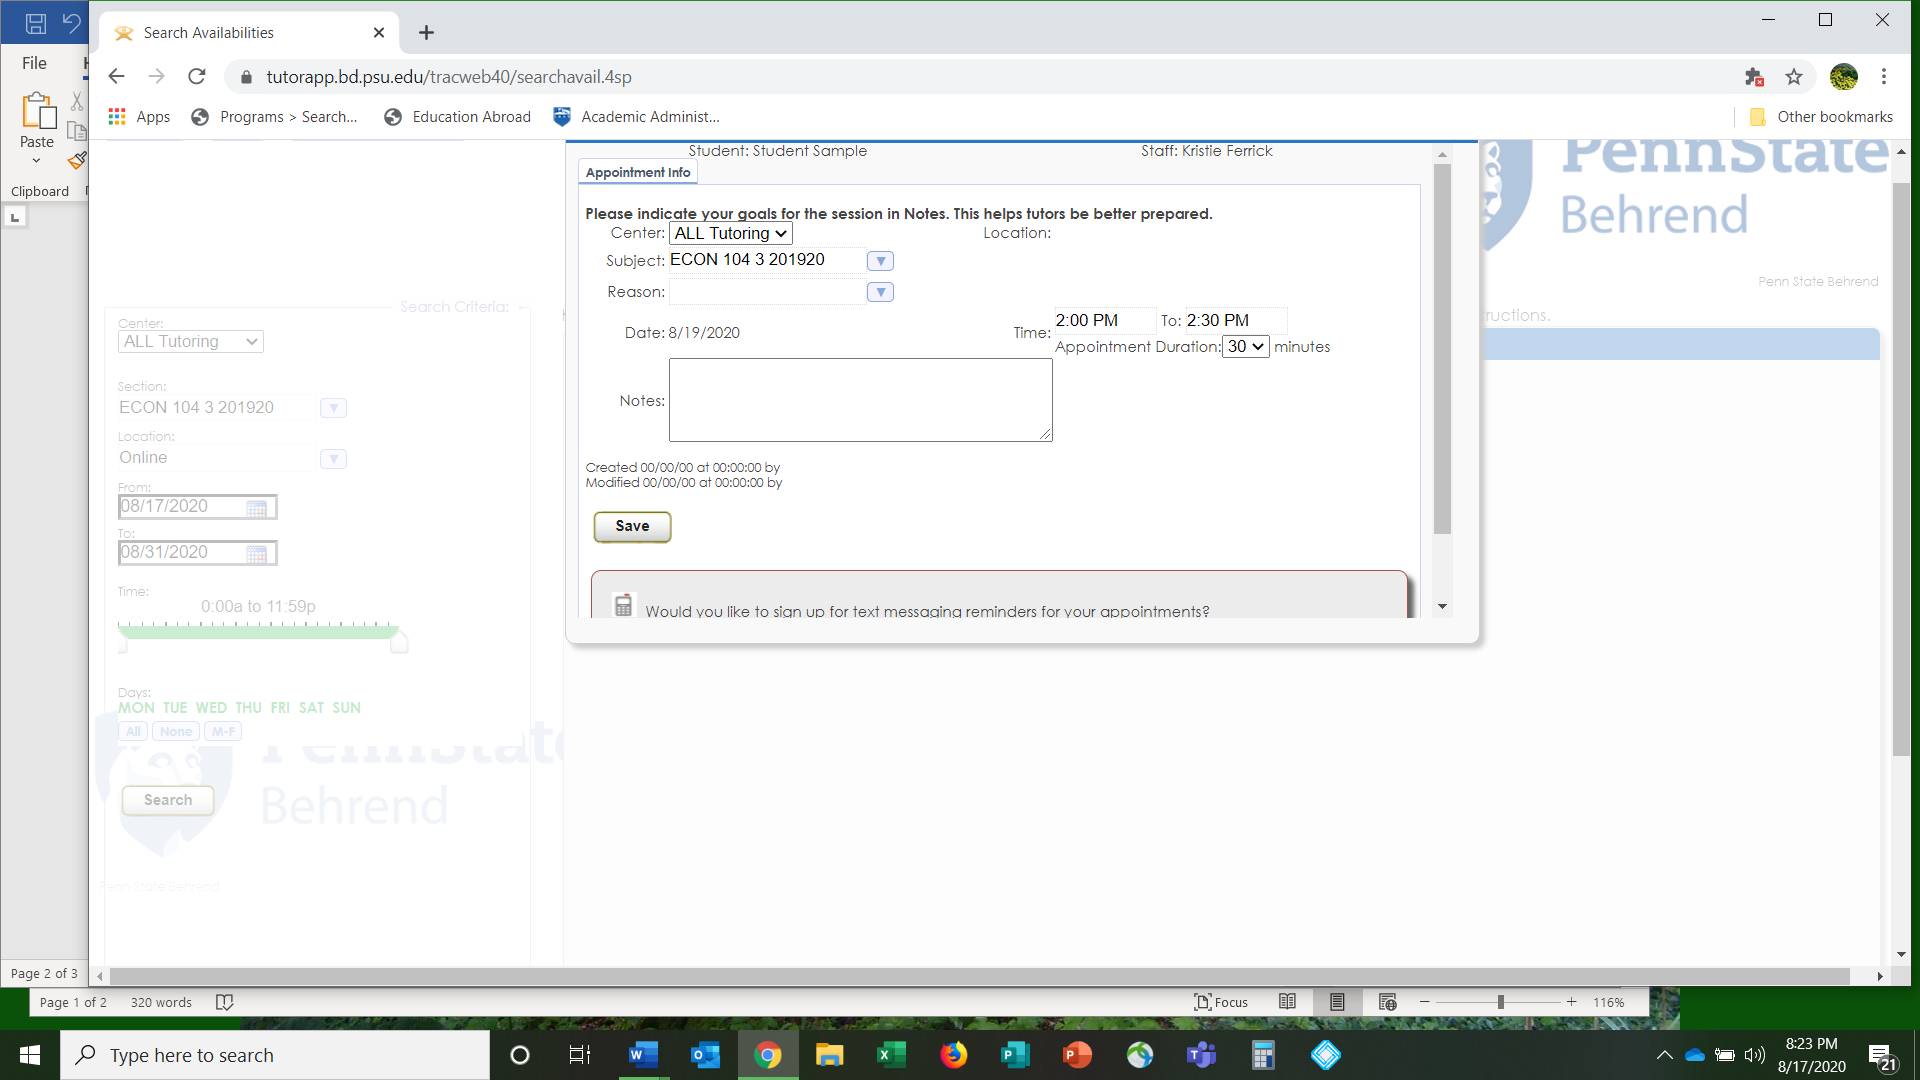 Search Availabilities
File
tutorapp.bd.psu.edu/tracweb40/searchavail.4sp
Apps
Programs > Search...
Education Abroad
Academic Administ...
Other bookmarks
Paste
Clipboard
Student: Student Sample
Staff: Kristie Ferrick
PennState
Behrend
Penn State Behrend
Appointment Info
Please indicate your goals for the session in Notes. This helps tutors be better prepared.
Center: ALL Tutoring
Location:
Subject: ECON 104 3 201920
Reason:
Date: 8/19/2020
Time: 2:00 PM To: 2:30 PM
Appointment Duration: 30 minutes
Notes:
Created 00/00/00 at 00:00:00 by
Modified 00/00/00 at 00:00:00 by
Save
Would you like to sign up for text messaging reminders for your appointments?
ructions.
Search Criteria:
Center:
ALL Tutoring
Section:
ECON 104 3 201920
Location:
Online
From:
08/17/2020
To:
08/31/2020
Time:
0:00a to 11:59p
Days:
MON TUE WED THU FRI SAT SUN
All None M-F
PennState
Behrend
Search
Penn State Behrend
Page 2 of 3
Page 1 of 2
320 words
Focus
116%
Type here to search
8:23 PM
8/17/2020
21